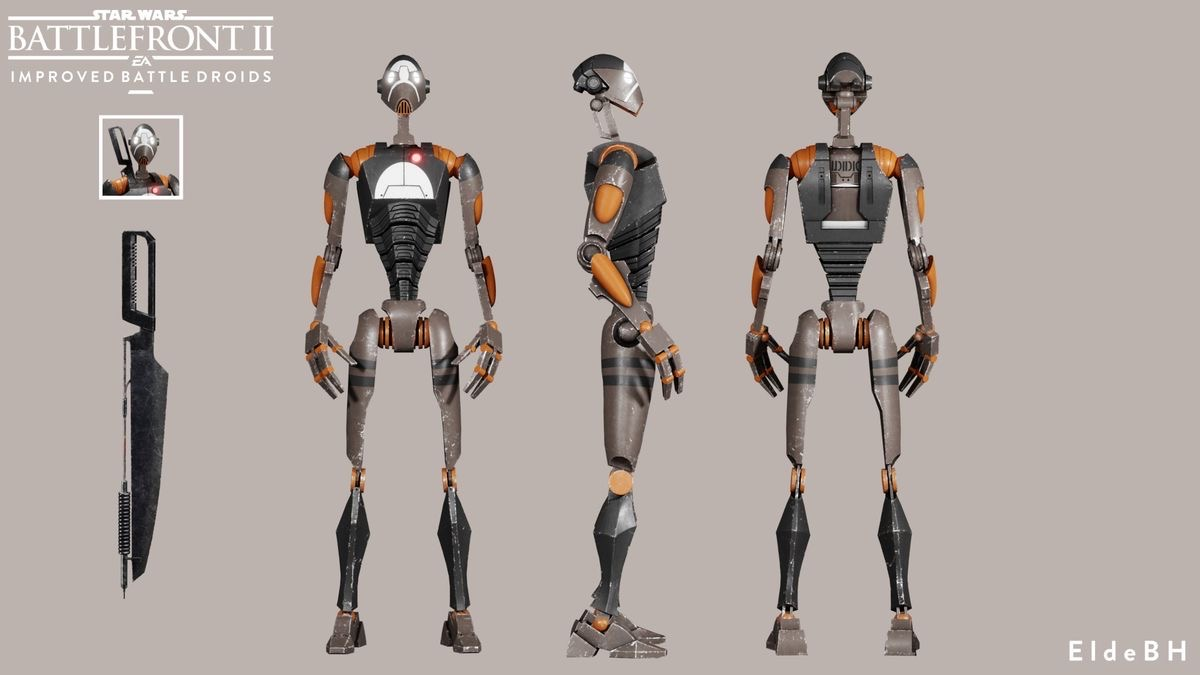 STAR WARS
BATTLEFRONT II
EA
IMPROVED BATTLE DROIDS
EldeBH